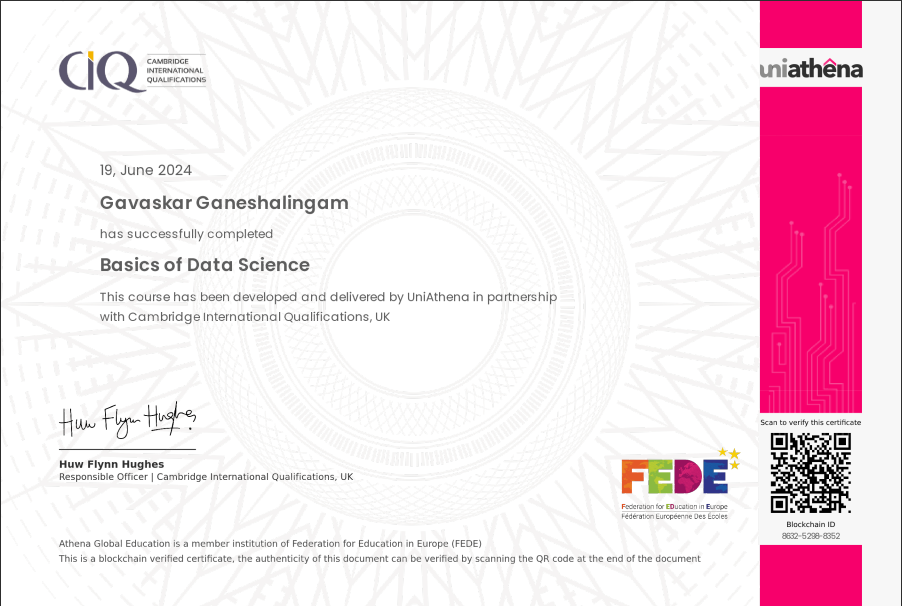 CIQ
CAMBRIDGE
INTERNATIONAL
QUALIFICATIONS
uniathêna
19, June 2024
Gavaskar Ganeshalingam
has successfully completed
Basics of Data Science
This course has been developed and delivered by UniAthena in partnership
with Cambridge International Qualifications, UK
Huw Flynn Hughes
Huw Flynn Hughes
Responsible Officer | Cambridge International Qualifications, UK
FEDE
Federation for EDucation in Europe
Fédération Européenne Des Écoles
Scan to verify this certificate
Blockchain ID
8632-5298-8352
Athena Global Education is a member institution of Federation for Education in Europe (FEDE)
This is a blockchain verified certificate, the authenticity of this document can be verified by scanning the QR code at the end of the document